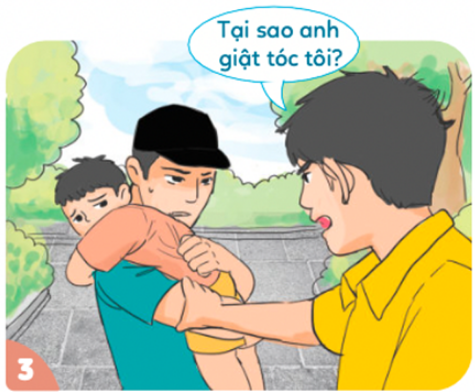 Tại sao anh
giật tóc tôi?
3